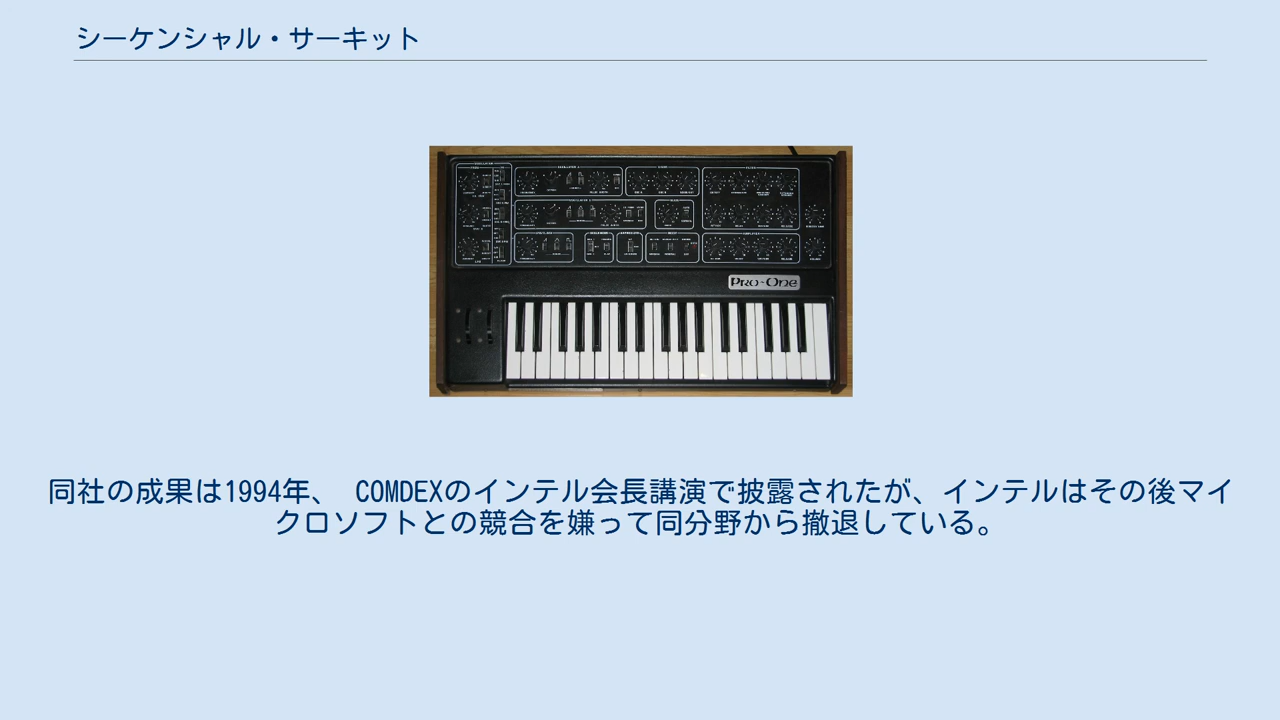 シーケンシャル・サーキット
PRO-ONE
同社の成果は1994年、 COMDEXのインテル会長講演で披露されたが、インテルはその後マイ
クロソフトとの競合を嫌って同分野から撤退している。